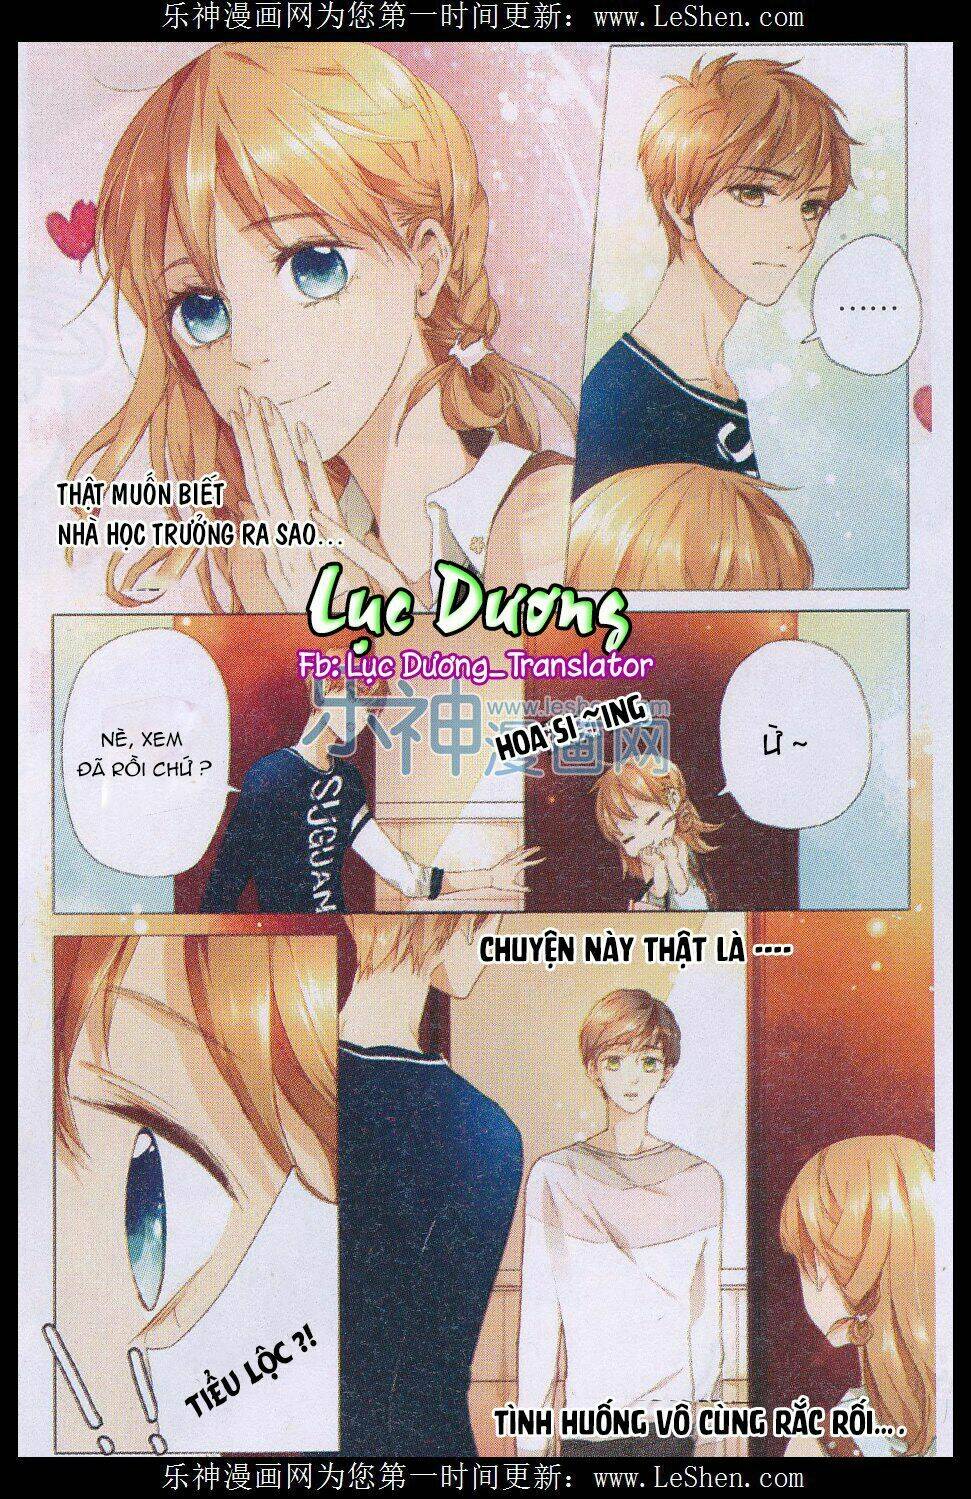 乐神漫画网为您第一时间更新：www.LeShen.com
......
THẬT MUỐN BIẾT
NHÀ HỌC TRƯỞNG RA SAO...
Lục Dương
Fb: Lục Dương_Translator
www.leshen.com
乐神漫画网
NÈ, XEM
ĐÃ RỒI CHỨ ?
HOA SI ~ING
Ừ ~
SUGUAN
CHUYỆN NÀY THẬT LÀ ....
!!
TIỂU LỘC ?!
TÌNH HUỐNG VÔ CÙNG RẮC RỐI....
乐神漫画网为您第一时间更新：www.LeShen.com